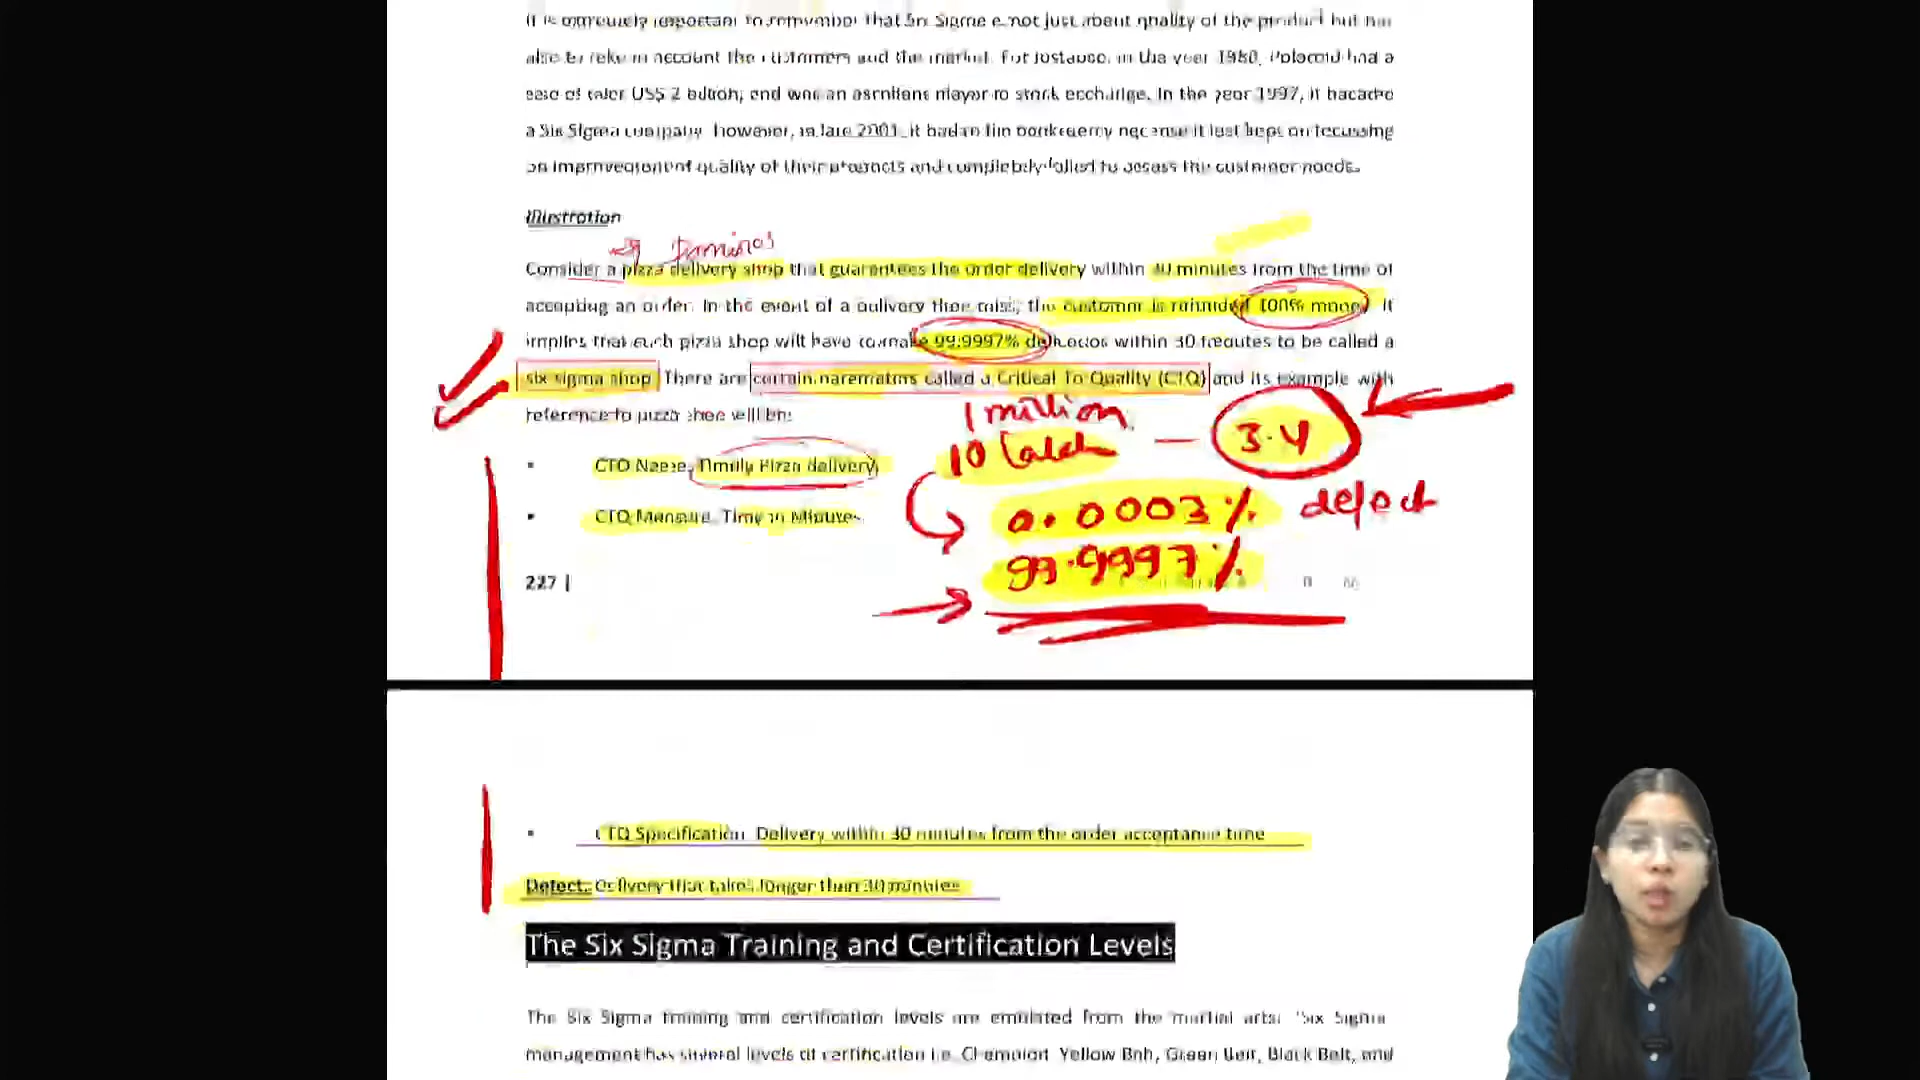 It is extremely important to remember that Six Sigma is not just about quality of the product but has
also to take in account the customers and the market. For instance, in the year 1980, Polaroid had a
US$ 2 billion, and was an stock exchange. In the year 1997, it became
a Six Sigma company however, in late 2001, it had to file bankruptcy because it just kept on focussing
on improvement of quality of their products and completely failed to assess the customer needs.
Illustration
Dominos
Consider a pizza delivery shop that guarantees the order delivery within 30 minutes from the time of
accepting an order. In the event of a delivery time miss, the customer is refunded 100% money. It
implies that such pizza shop will have to make 99.9997% deliveries within 30 minutes to be called a
six sigma shop There are certain parameters called a Critical To Quality (CTQ) and its example with
reference to pizza shop will be:
1 million
10 Lakh — 3.4
• CTQ Name: Timely Pizza delivery
0.0003% defect
• CTQ Measure: Time in Minutes
99.9997%
227 |
• CTQ Specification: Delivery within 30 minutes from the order acceptance time
Defect: Delivery that takes longer than 30 minutes
The Six Sigma Training and Certification Levels
The Six Sigma training and certification levels are emulated from the martial arts. Six Sigma
management has several levels of certification i.e. Champion, Yellow Belt, Green Belt, Black Belt, and